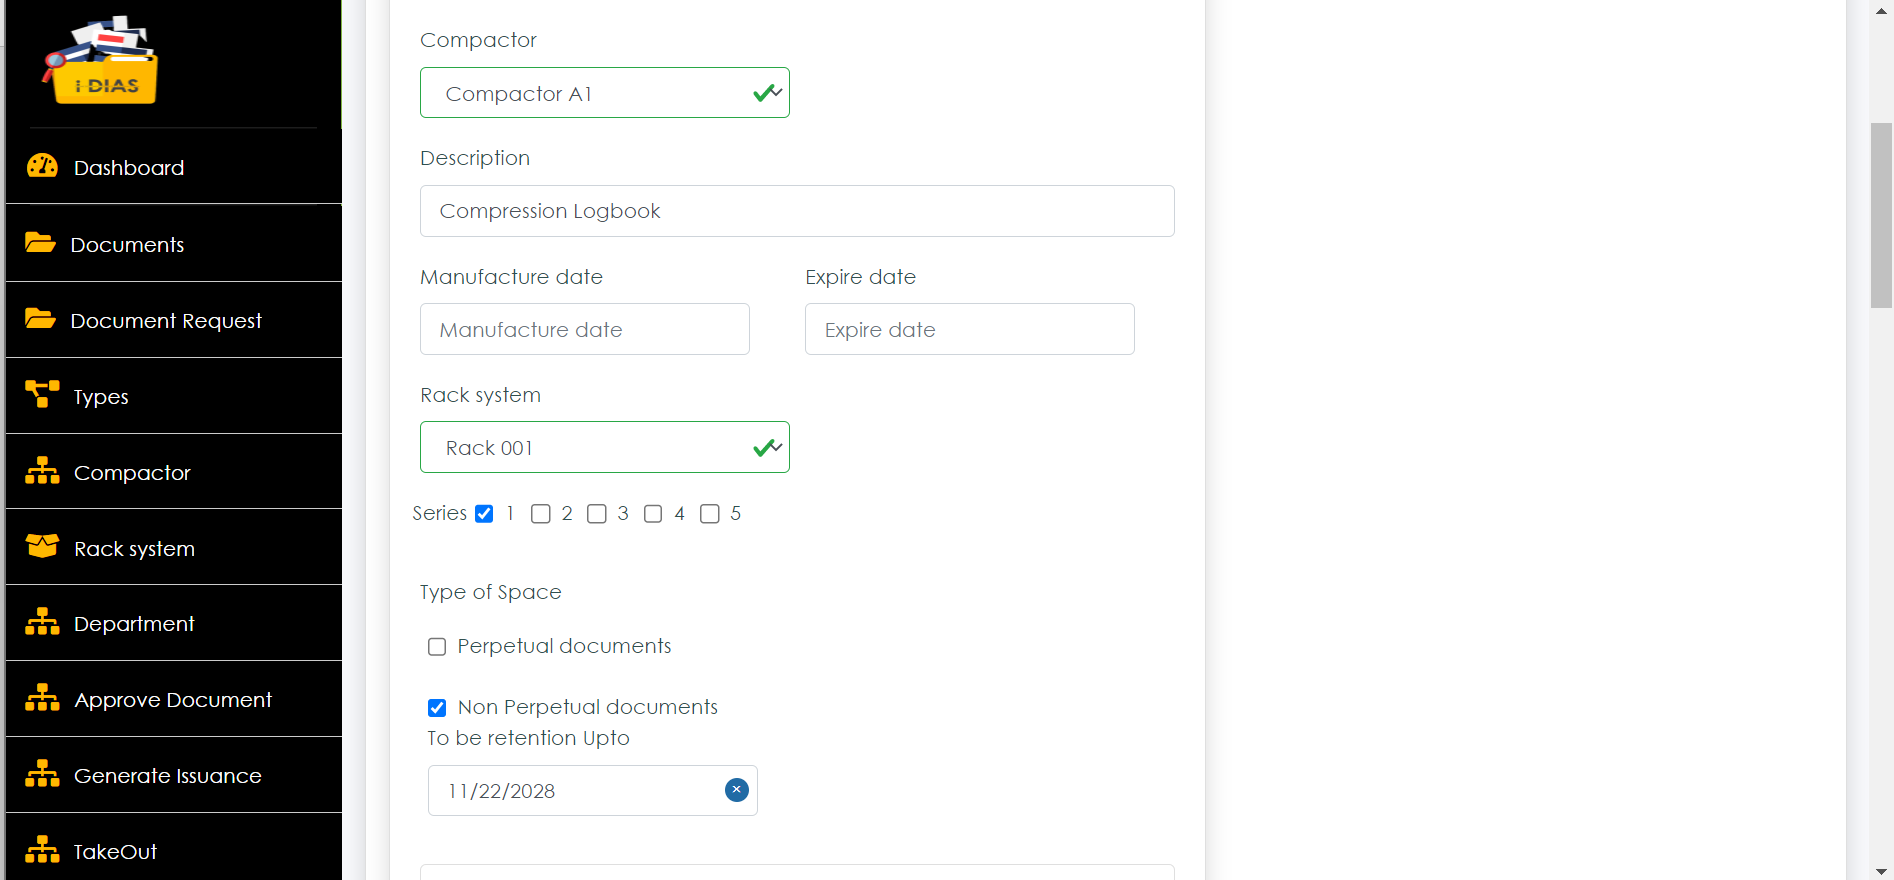 i-DIAS
Dashboard
Documents
Document Request
Types
Compactor
Rack system
Department
Approve Document
Generate Issuance
TakeOut
Compactor
Compactor A1
Description
Compression Logbook
Manufacture date Expire date
Manufacture date Expire date
Rack system
Rack 001
Series 1 2 3 4 5
Type of Space
Perpetual documents
Non Perpetual documents
To be retention Upto
11/22/2028